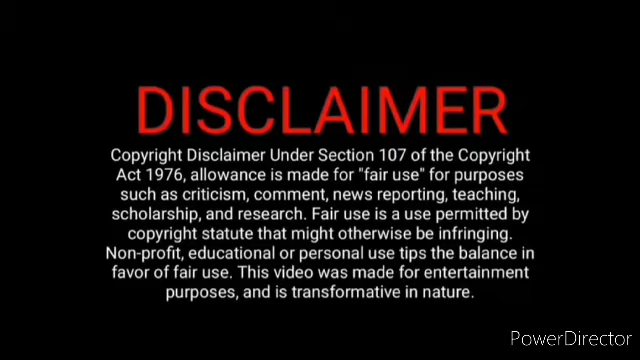 DISCLAIMER
Copyright Disclaimer Under Section 107 of the Copyright
Act 1976, allowance is made for "fair use" for purposes
such as criticism, comment, news reporting, teaching,
scholarship, and research. Fair use is a use permitted by
copyright statute that might otherwise be infringing.
Non-profit, educational or personal use tips the balance in
favor of fair use. This video was made for entertainment
purposes, and is transformative in nature.
PowerDirector